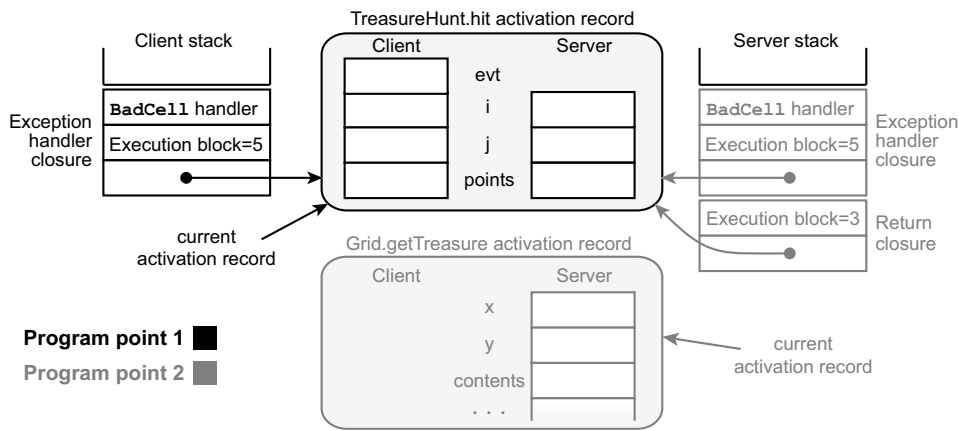 TreasureHunt.hit activation record
Client stack
Client
Server
Server stack
evt
BadCell handler
i
BadCell handler
Exception
handler
closure
Execution block=5
j
Execution block=5
Exception
handler
closure
points
Execution block=3
Return
closure
current
activation record
Grid.getTreasure activation record
Client
Server
x
Program point 1
y
current
activation record
Program point 2
contents
. . .